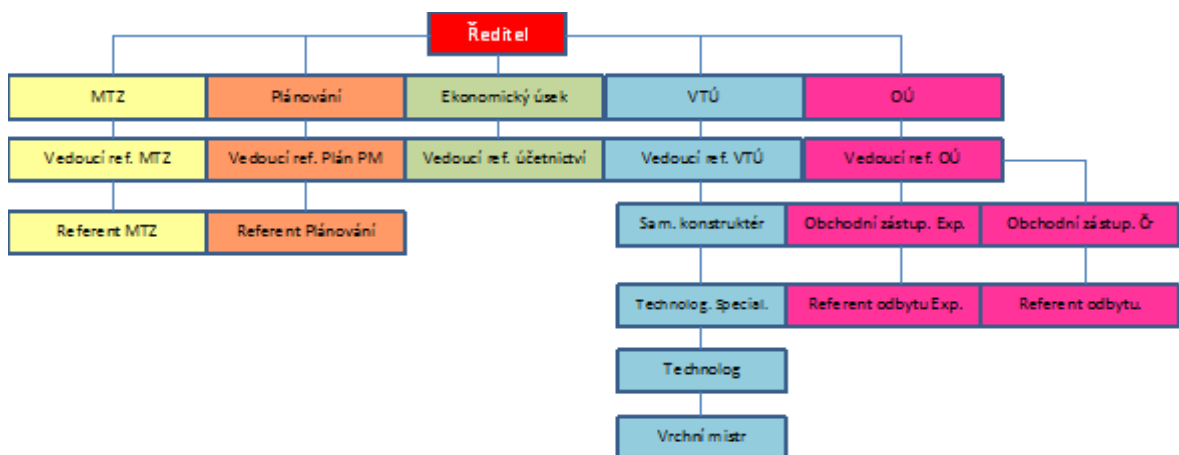 Ředitel
MTZ
Plánování
Ekonomický úsek
VTÚ
OÚ
Vedoucí ref. MTZ
Vedoucí ref. Plán PM
Vedoucí ref. účetnictví
Vedoucí ref. VTÚ
Vedoucí ref. OÚ
Referent MTZ
Referent Plánování
Sam. konstruktér
Obchodní zástup. Exp.
Obchodní zástup. Čr
Technolog. Special.
Referent odbytu Exp.
Referent odbytu.
Technolog
Vrchní mistr